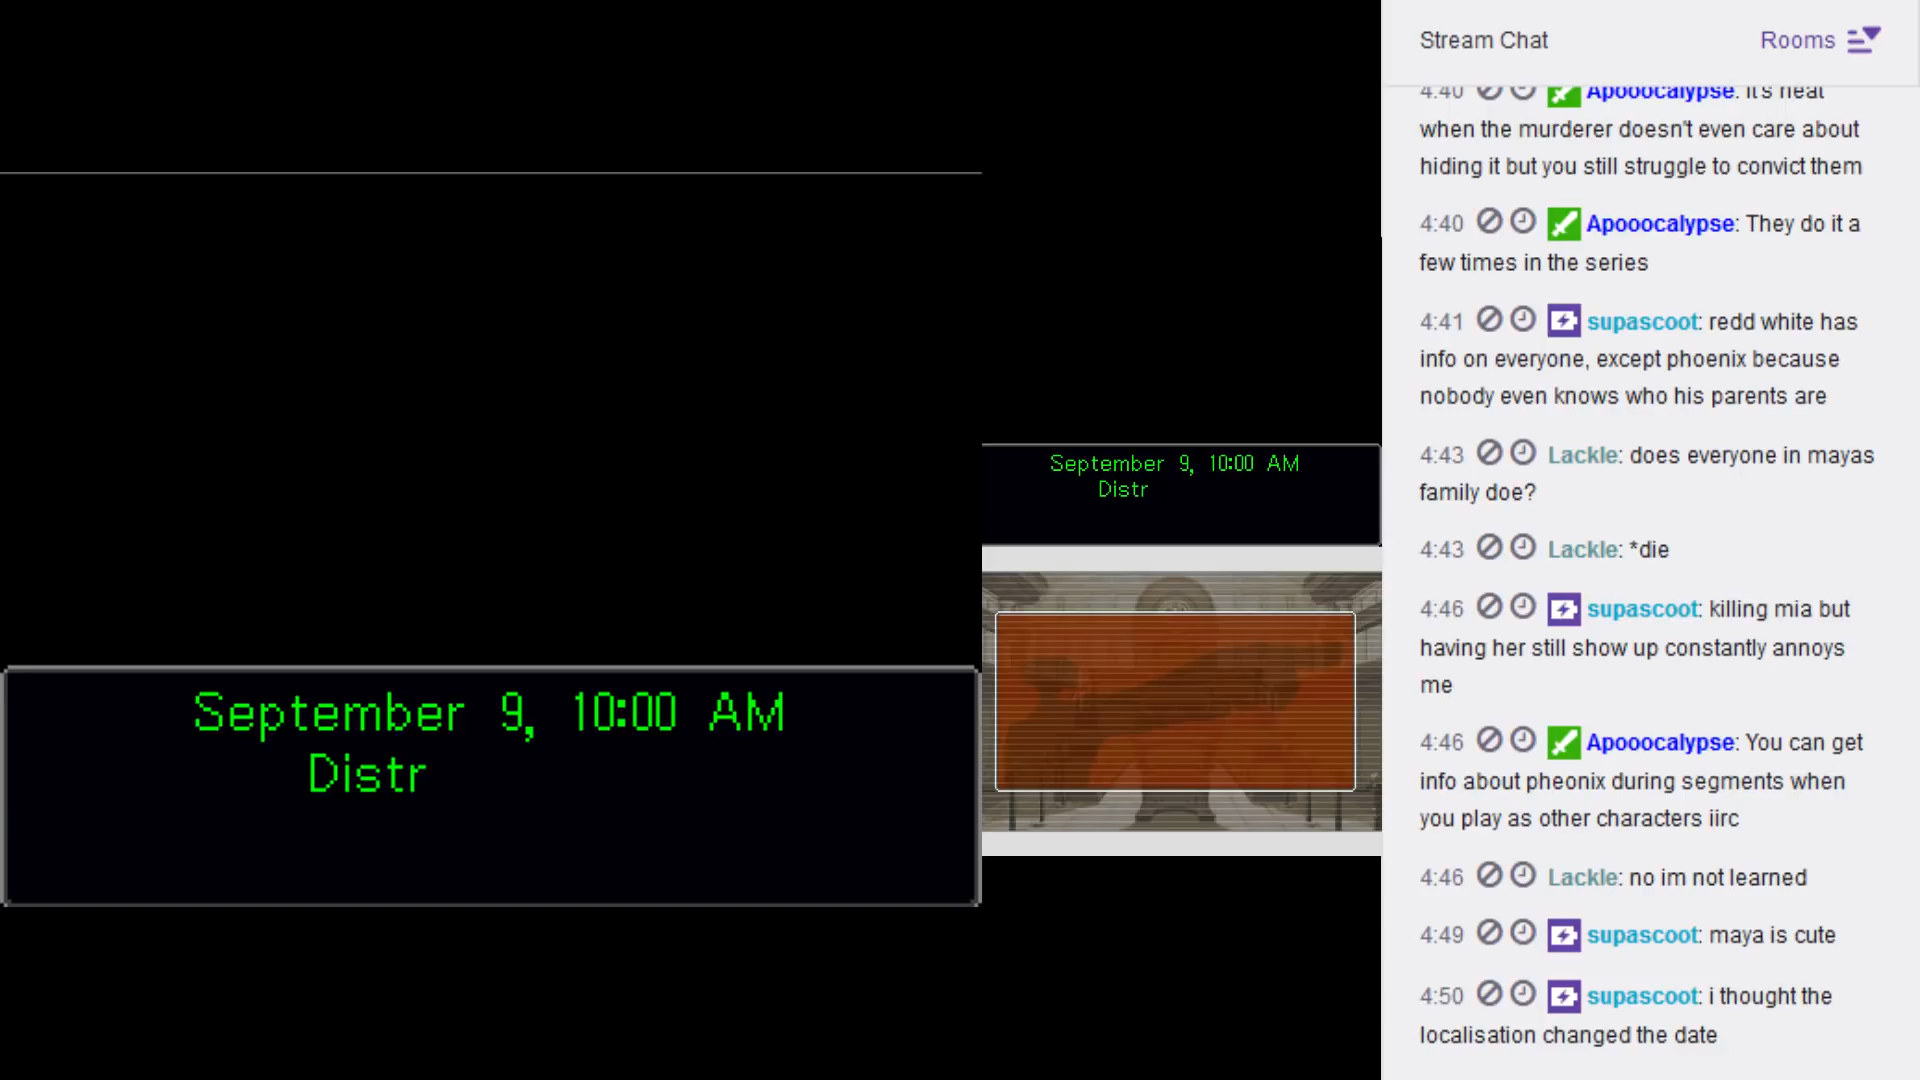 September 9, 10:00 AM
Distr
September 9, 10:00 AM
Distr
Stream Chat
Rooms
4:40 Apooocalypse: it's neat
when the murderer doesn't even care about
hiding it but you still struggle to convict them
4:40 Apooocalypse: They do it a
few times in the series
4:41 supascoot: redd white has
info on everyone, except phoenix because
nobody even knows who his parents are
4:43 Lackle: does everyone in mayas
family doe?
4:43 Lackle: *die
4:46 supascoot: killing mia but
having her still show up constantly annoys
me
4:46 Apooocalypse: You can get
info about pheonix during segments when
you play as other characters iirc
4:46 Lackle: no im not learned
4:49 supascoot: maya is cute
4:50 supascoot: i thought the
localisation changed the date